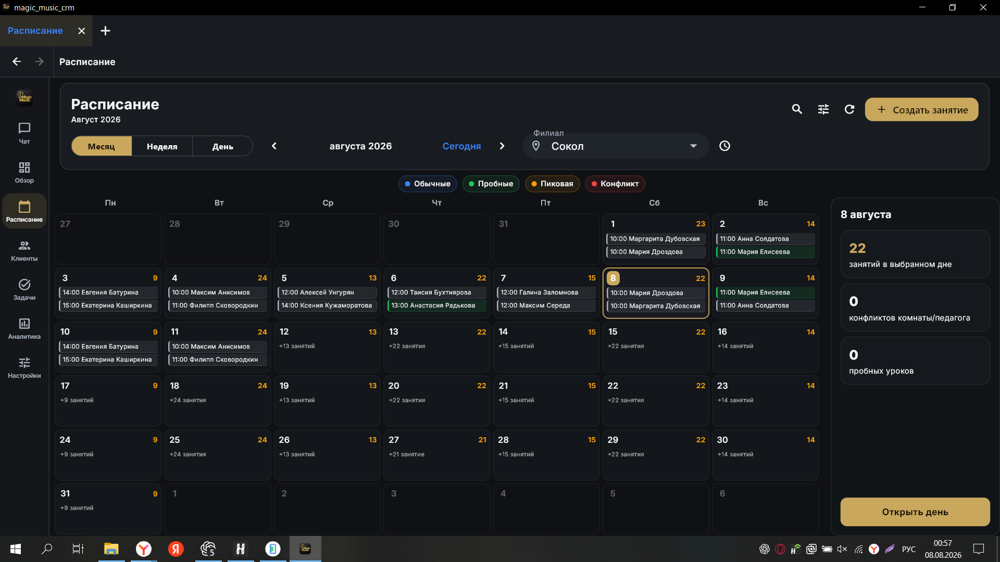 magic_music_crm
Расписание
Расписание
Magic Music
Чат
Обзор
Расписание
Клиенты
Задачи
Аналитика
Настройки
Расписание
Август 2026
+ Создать занятие
Месяц
Неделя
День
августа 2026
Сегодня
Филиал
Сокол
Обычные
Пробные
Пиковая
Конфликт
Пн Вт Ср Чт Пт Сб Вс
27 28 29 30 31
1 23
10:00 Маргарита Дубовская
10:00 Мария Дроздова
2 14
11:00 Анна Солдатова
11:00 Мария Елисеева
3 9
14:00 Евгения Батурина
15:00 Екатерина Каширкина
4 24
10:00 Максим Анисимов
11:00 Филипп Сковородкин
5 13
12:00 Алексей Унгурян
14:00 Ксения Кужаморатова
6 22
12:00 Таисия Бухтиярова
13:00 Анастасия Радькова
7 15
12:00 Галина Заломнова
12:00 Максим Середа
8 22
10:00 Мария Дроздова
10:00 Маргарита Дубовская
9 14
11:00 Мария Елисеева
11:00 Анна Солдатова
10 9
14:00 Евгения Батурина
15:00 Екатерина Каширкина
11 24
10:00 Максим Анисимов
11:00 Филипп Сковородкин
12 13
+13 занятий
13 22
+22 занятия
14 15
+15 занятий
15 22
+22 занятия
16 14
+14 занятий
17 9
+9 занятий
18 24
+24 занятия
19 13
+13 занятий
20 22
+22 занятия
21 15
+15 занятий
22 22
+22 занятия
23 14
+14 занятий
24 9
+9 занятий
25 24
+24 занятия
26 13
+13 занятий
27 21
+21 занятие
28 15
+15 занятий
29 22
+22 занятия
30 14
+14 занятий
31 9
+9 занятий
1 2 3 4 5 6
8 августа
22
занятий в выбранном дне
0
конфликтов комнаты/педагога
0
пробных уроков
Открыть день
РУС
00:57
08.08.2026